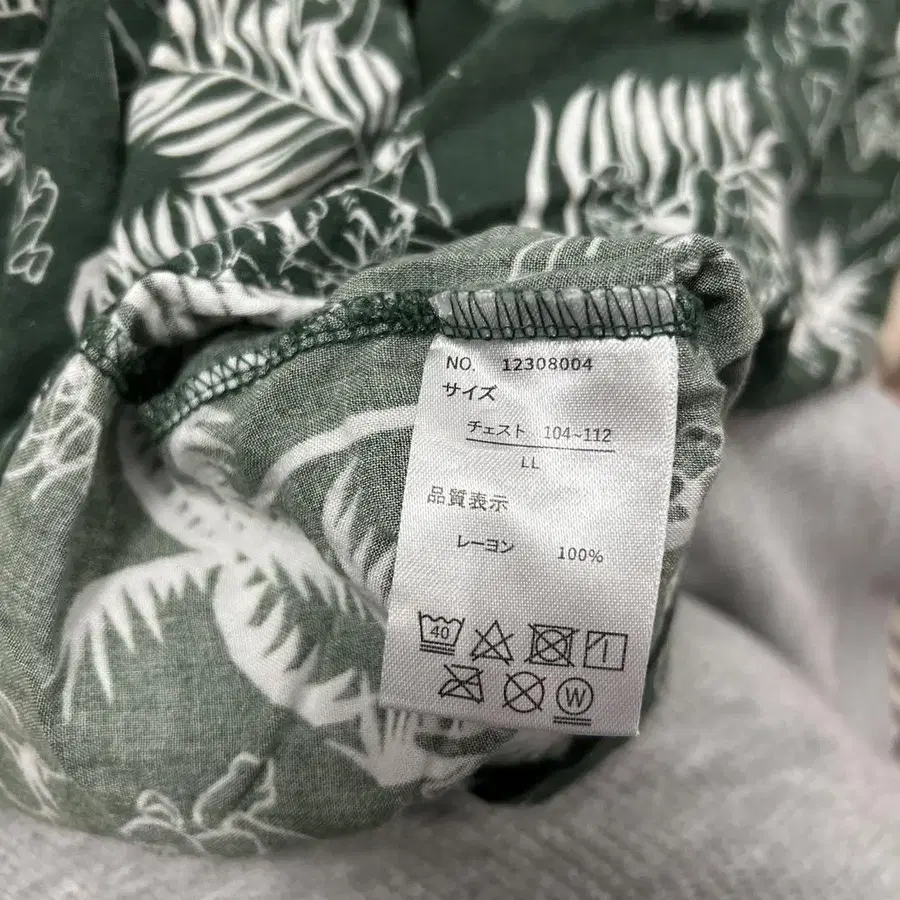 NO. 12308004
サイズ
チェスト 104~112
LL
品質表示
レーヨン 100%
40
W